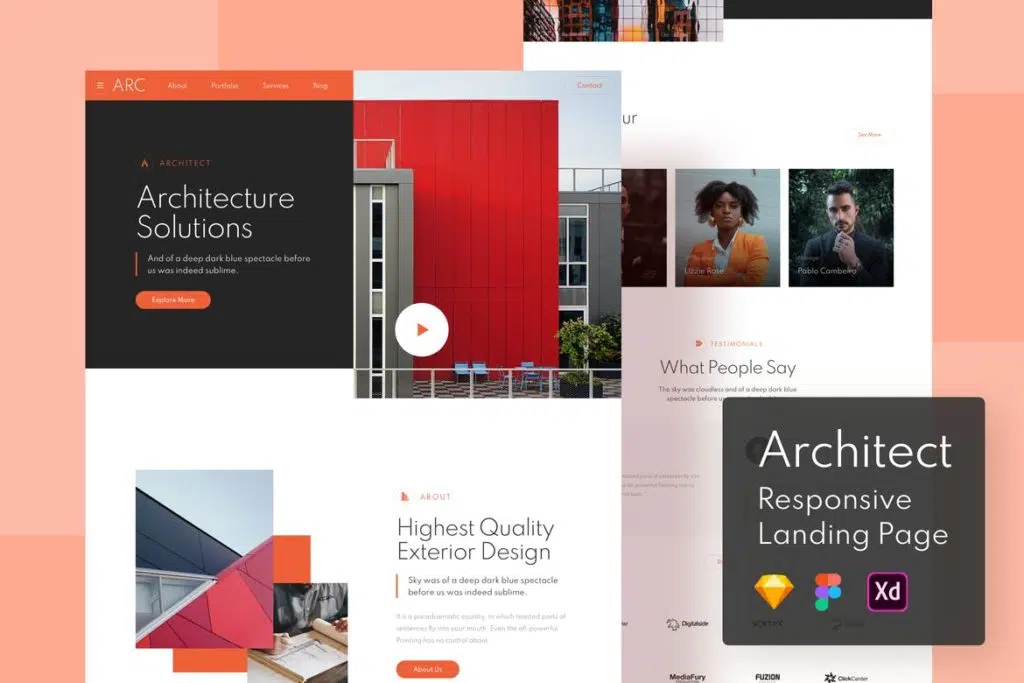 ARC
About
Portfolio
Services
Blog
Contact
ARCHITECT
Architecture
Solutions
And of a deep dark blue spectacle before
us was indeed sublime.
Explore More
ABOUT
Highest Quality
Exterior Design
Sky was of a deep dark blue spectacle
before us was indeed sublime.
It is a paradisematic country, in which roasted parts of
sentences fly into your mouth. Even the all-powerful
Pointing has no control about
About Us
ur
See More
Lizzie Rose
Manager
Pablo Cambeiro
TESTIMONIALS
What People Say
The sky was cloudless and of a deep dark blue
spectacle before
Digitalside
MediaFury
FUZION
ClickCenter
Architect
Responsive
Landing Page
Xd